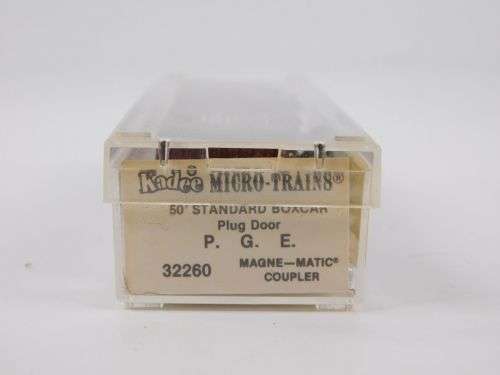 Kadee MICRO-TRAINS®
50' STANDARD BOXCAR
Plug Door
P. G. E.
32260 MAGNE—MATIC®
COUPLER